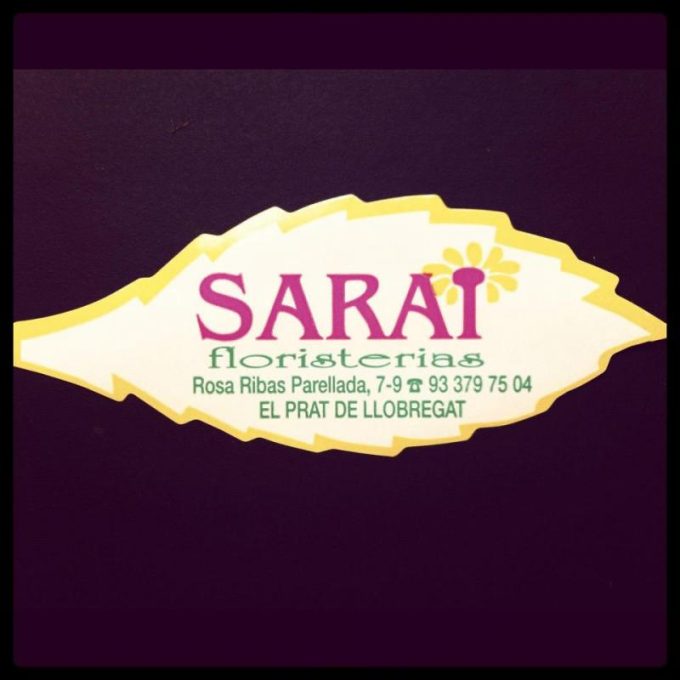 SARAI
floristerias
Rosa Ribas Parellada, 7-9 ☎ 93 379 75 04
EL PRAT DE LLOBREGAT